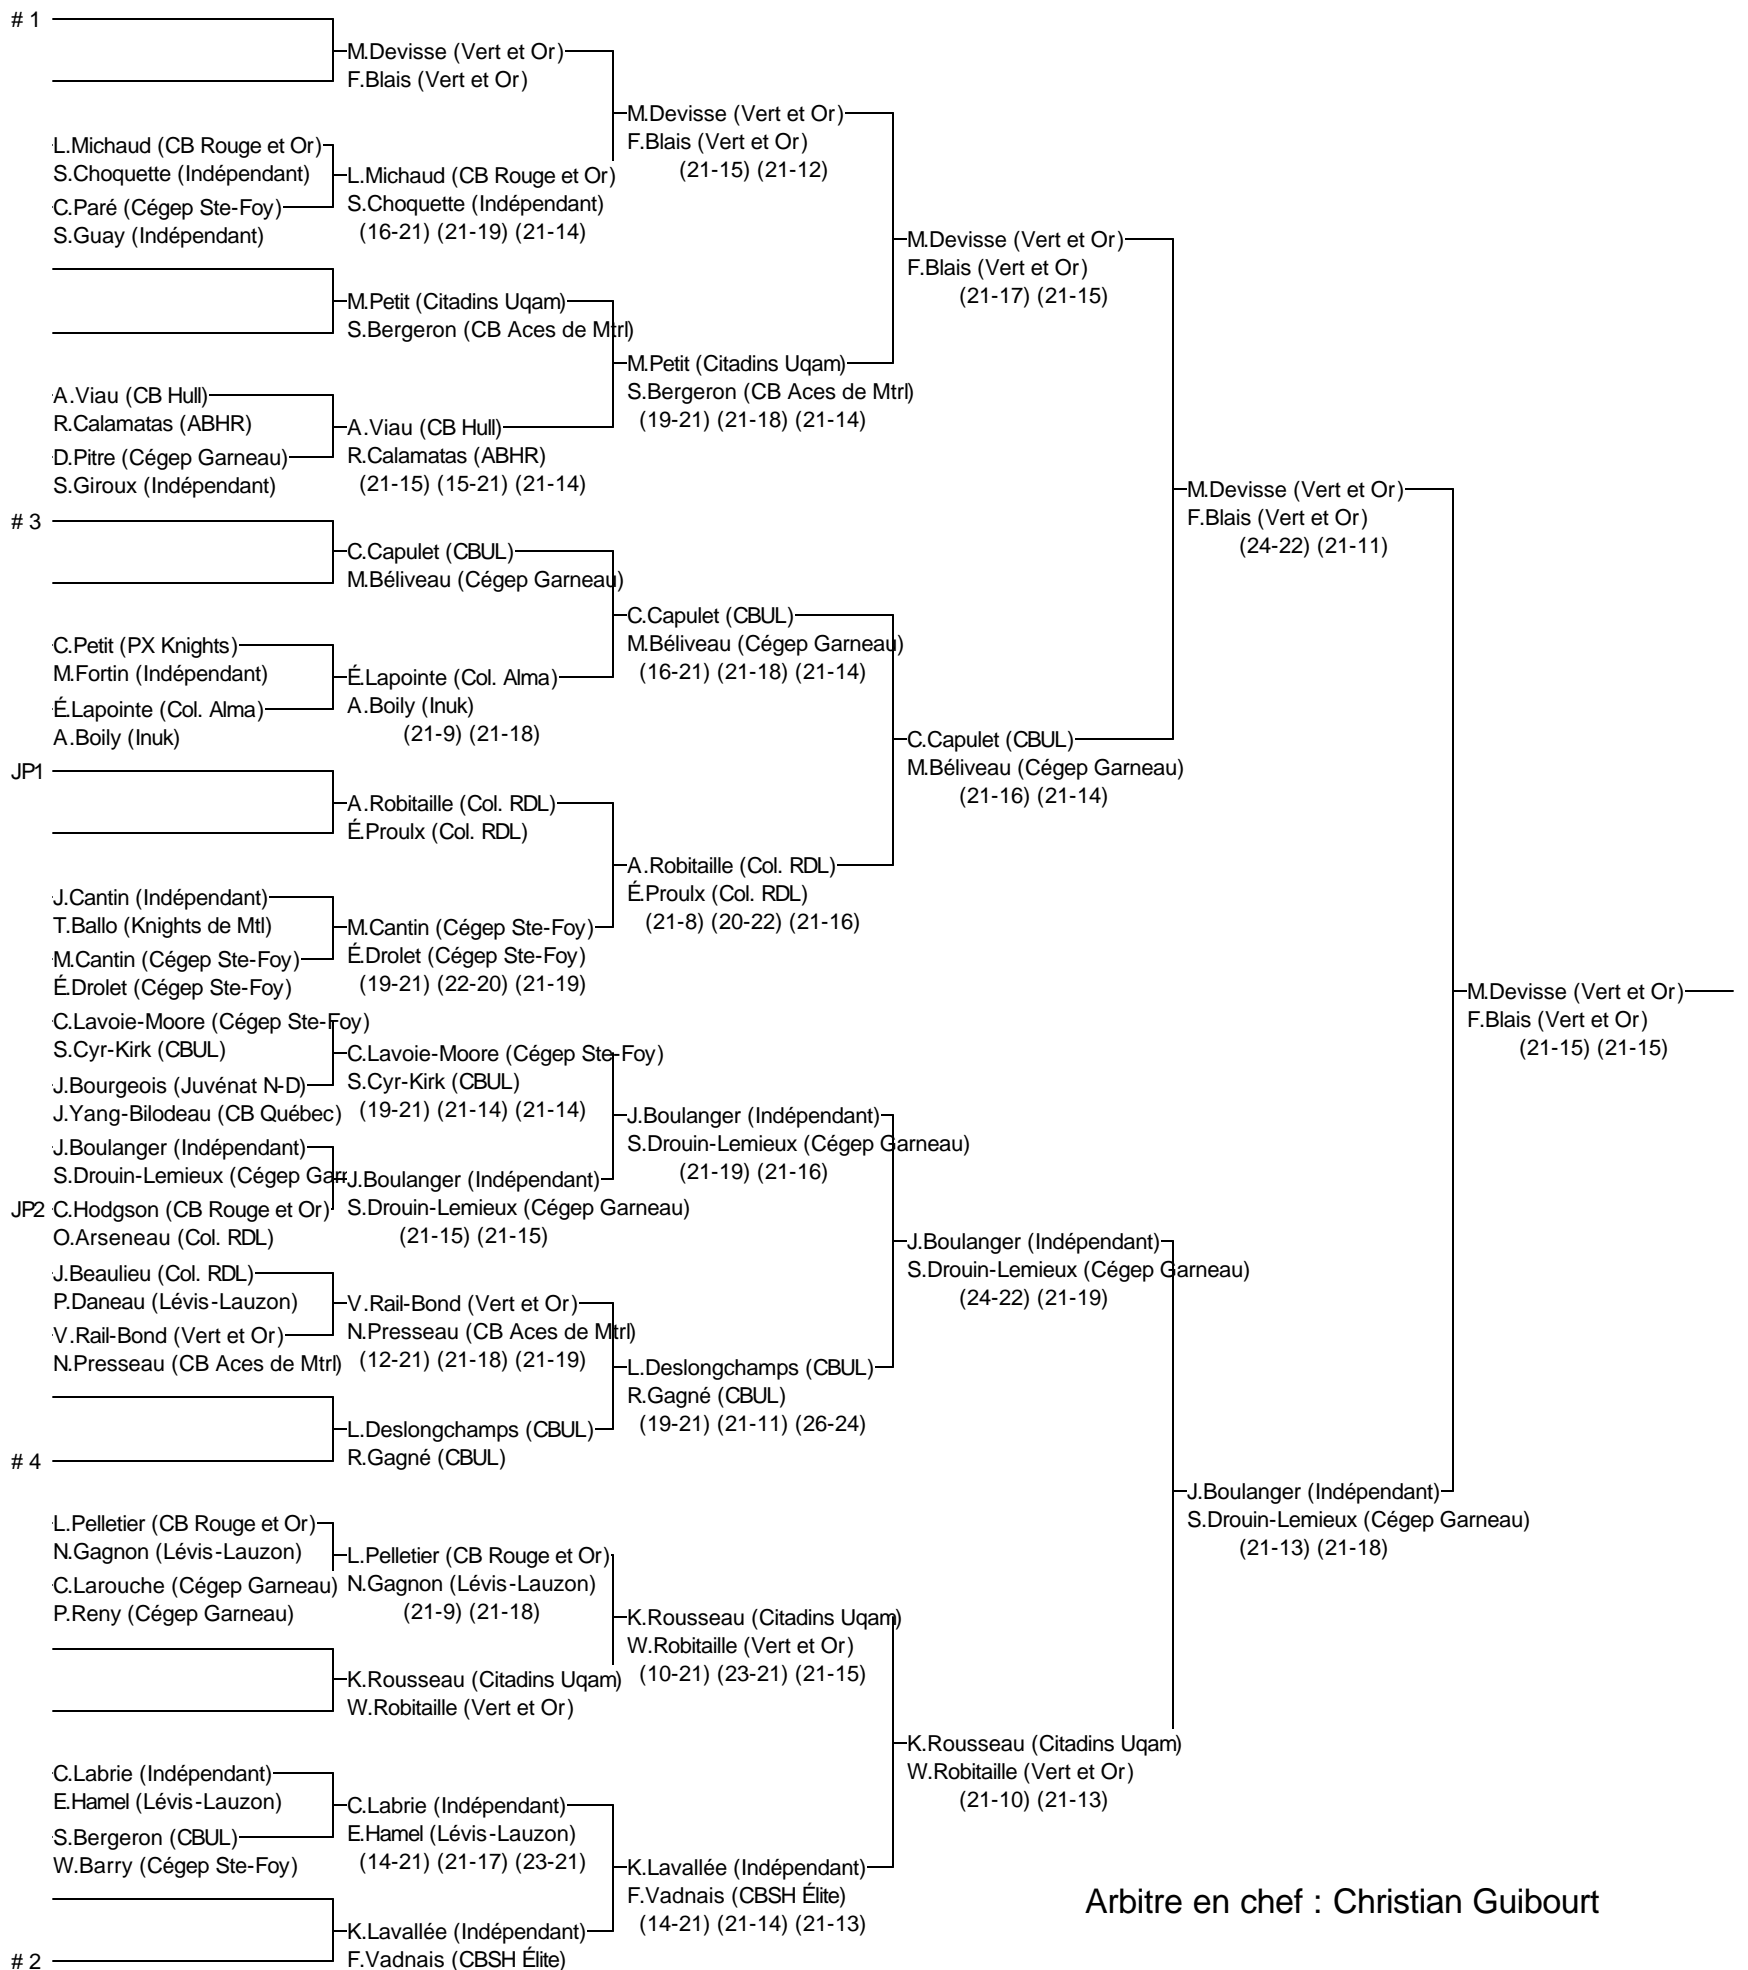 # 1
M.Devisse (Vert et Or)
F.Blais (Vert et Or)
M.Devisse (Vert et Or)
F.Blais (Vert et Or)
(21-15) (21-12)
L.Michaud (CB Rouge et Or)
S.Choquette (Indépendant)
L.Michaud (CB Rouge et Or)
S.Choquette (Indépendant)
(16-21) (21-19) (21-14)
C.Paré (Cégep Ste-Foy)
S.Guay (Indépendant)
M.Devisse (Vert et Or)
F.Blais (Vert et Or)
(21-17) (21-15)
M.Petit (Citadins Uqam)
S.Bergeron (CB Aces de Mtrl)
M.Petit (Citadins Uqam)
S.Bergeron (CB Aces de Mtrl)
(19-21) (21-18) (21-14)
A.Viau (CB Hull)
R.Calamatas (ABHR)
A.Viau (CB Hull)
R.Calamatas (ABHR)
(21-15) (15-21) (21-14)
D.Pitre (Cégep Garneau)
S.Giroux (Indépendant)
M.Devisse (Vert et Or)
F.Blais (Vert et Or)
(24-22) (21-11)
# 3
C.Capulet (CBUL)
M.Béliveau (Cégep Garneau)
C.Capulet (CBUL)
M.Béliveau (Cégep Garneau)
(16-21) (21-18) (21-14)
C.Petit (PX Knights)
M.Fortin (Indépendant)
É.Lapointe (Col. Alma)
A.Boily (Inuk)
(21-9) (21-18)
É.Lapointe (Col. Alma)
A.Boily (Inuk)
C.Capulet (CBUL)
M.Béliveau (Cégep Garneau)
(21-16) (21-14)
JP1
A.Robitaille (Col. RDL)
É.Proulx (Col. RDL)
A.Robitaille (Col. RDL)
É.Proulx (Col. RDL)
(21-8) (20-22) (21-16)
J.Cantin (Indépendant)
T.Ballo (Knights de Mtl)
M.Cantin (Cégep Ste-Foy)
É.Drolet (Cégep Ste-Foy)
(19-21) (22-20) (21-19)
M.Cantin (Cégep Ste-Foy)
É.Drolet (Cégep Ste-Foy)
M.Devisse (Vert et Or)
F.Blais (Vert et Or)
(21-15) (21-15)
C.Lavoie-Moore (Cégep Ste-Foy)
S.Cyr-Kirk (CBUL)
C.Lavoie-Moore (Cégep Ste-Foy)
S.Cyr-Kirk (CBUL)
(19-21) (21-14) (21-14)
J.Bourgeois (Juvénat N-D)
J.Yang-Bilodeau (CB Québec)
J.Boulanger (Indépendant)
S.Drouin-Lemieux (Cégep Garneau)
(21-19) (21-16)
J.Boulanger (Indépendant)
S.Drouin-Lemieux (Cégep Garr
J.Boulanger (Indépendant)
S.Drouin-Lemieux (Cégep Garneau)
(21-15) (21-15)
JP2 C.Hodgson (CB Rouge et Or)
O.Arseneau (Col. RDL)
J.Boulanger (Indépendant)
S.Drouin-Lemieux (Cégep Garneau)
(24-22) (21-19)
J.Beaulieu (Col. RDL)
P.Daneau (Lévis-Lauzon)
V.Rail-Bond (Vert et Or)
N.Presseau (CB Aces de Mtrl)
(12-21) (21-18) (21-19)
V.Rail-Bond (Vert et Or)
N.Presseau (CB Aces de Mtrl)
L.Deslongchamps (CBUL)
R.Gagné (CBUL)
(19-21) (21-11) (26-24)
L.Deslongchamps (CBUL)
R.Gagné (CBUL)
# 4
J.Boulanger (Indépendant)
S.Drouin-Lemieux (Cégep Garneau)
(21-13) (21-18)
L.Pelletier (CB Rouge et Or)
N.Gagnon (Lévis-Lauzon)
L.Pelletier (CB Rouge et Or)
N.Gagnon (Lévis-Lauzon)
(21-9) (21-18)
C.Larouche (Cégep Garneau)
P.Reny (Cégep Garneau)
K.Rousseau (Citadins Uqam)
W.Robitaille (Vert et Or)
(10-21) (23-21) (21-15)
K.Rousseau (Citadins Uqam)
W.Robitaille (Vert et Or)
K.Rousseau (Citadins Uqam)
W.Robitaille (Vert et Or)
(21-10) (21-13)
C.Labrie (Indépendant)
E.Hamel (Lévis-Lauzon)
C.Labrie (Indépendant)
E.Hamel (Lévis-Lauzon)
(14-21) (21-17) (23-21)
S.Bergeron (CBUL)
W.Barry (Cégep Ste-Foy)
K.Lavallée (Indépendant)
F.Vadnais (CBSH Élite)
(14-21) (21-14) (21-13)
K.Lavallée (Indépendant)
F.Vadnais (CBSH Élite)
# 2
Arbitre en chef : Christian Guibourt